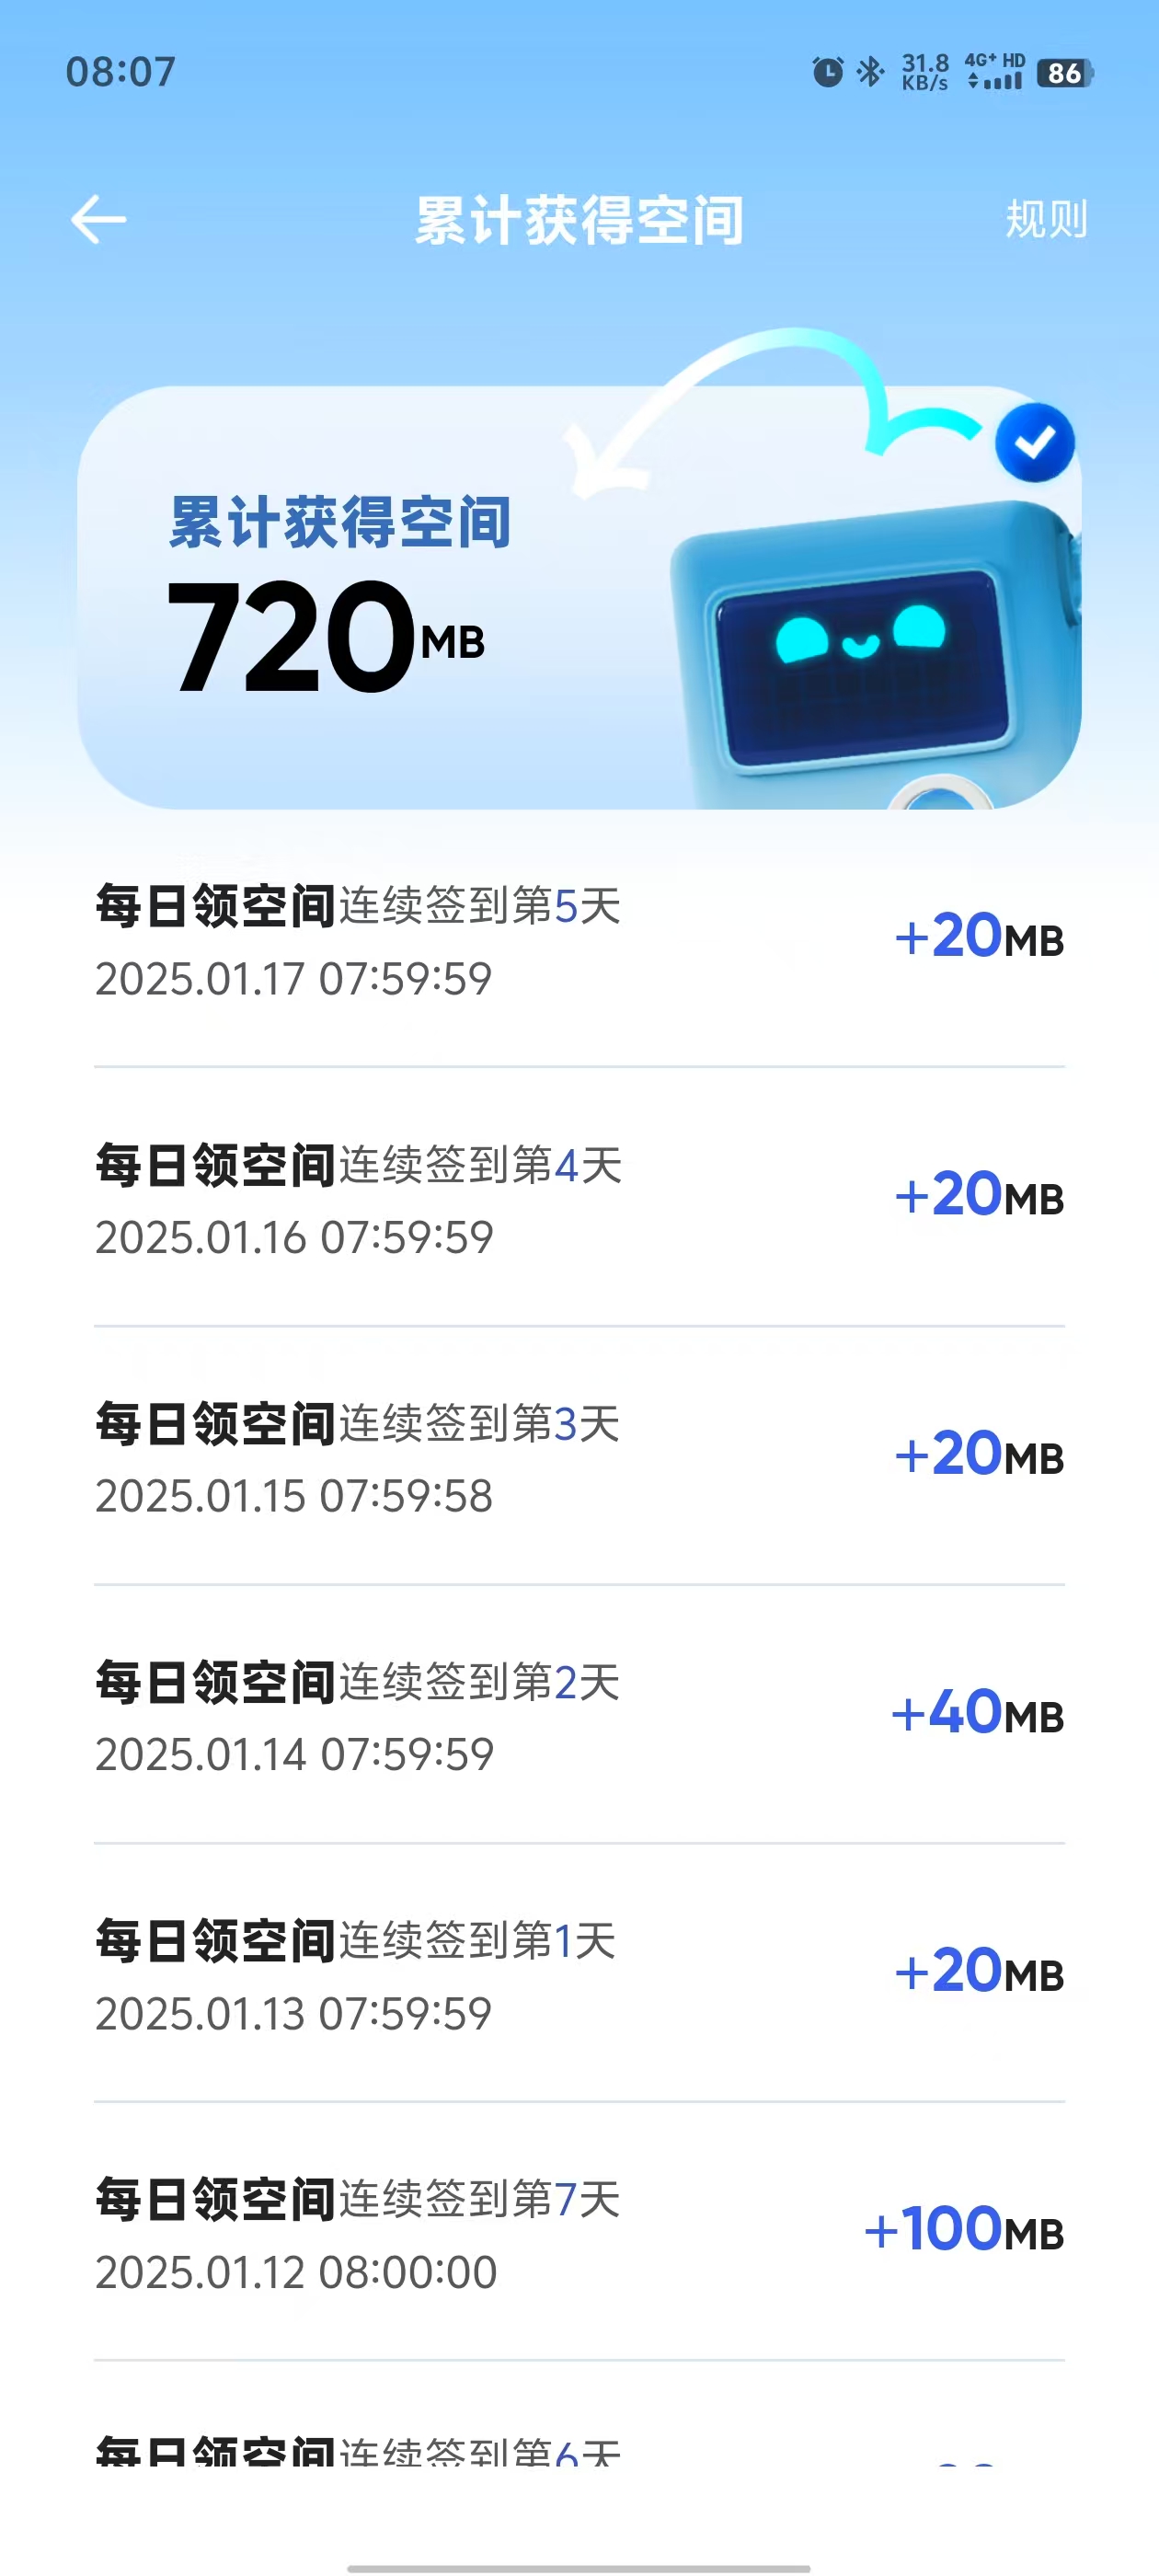 08:07
31.8
KB/s
4G+ HD
86
累计获得空间
规则
累计获得空间
720MB
每日领空间连续签到第5天
+20MB
2025.01.17 07:59:59
每日领空间连续签到第4天
+20MB
2025.01.16 07:59:59
每日领空间连续签到第3天
+20MB
2025.01.15 07:59:58
每日领空间连续签到第2天
+40MB
2025.01.14 07:59:59
每日领空间连续签到第1天
+20MB
2025.01.13 07:59:59
每日领空间连续签到第7天
+100MB
2025.01.12 08:00:00
每日领空间连续签到第6天